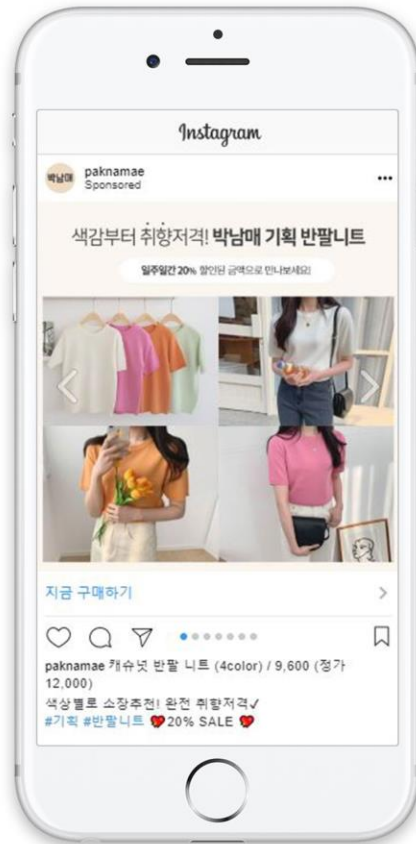 Instagram
박남매
paknamae
Sponsored
색감부터 취향저격! 박남매 기획 반팔니트
일주일간 20% 할인된 금액으로 만나보세요!
지금 구매하기
paknamae 캐슈넛 반팔 니트 (4color) / 9,600 (정가
12,000)
색상별로 소장추천! 완전 취향저격✓
#기획 #반팔니트 💘20% SALE 💘